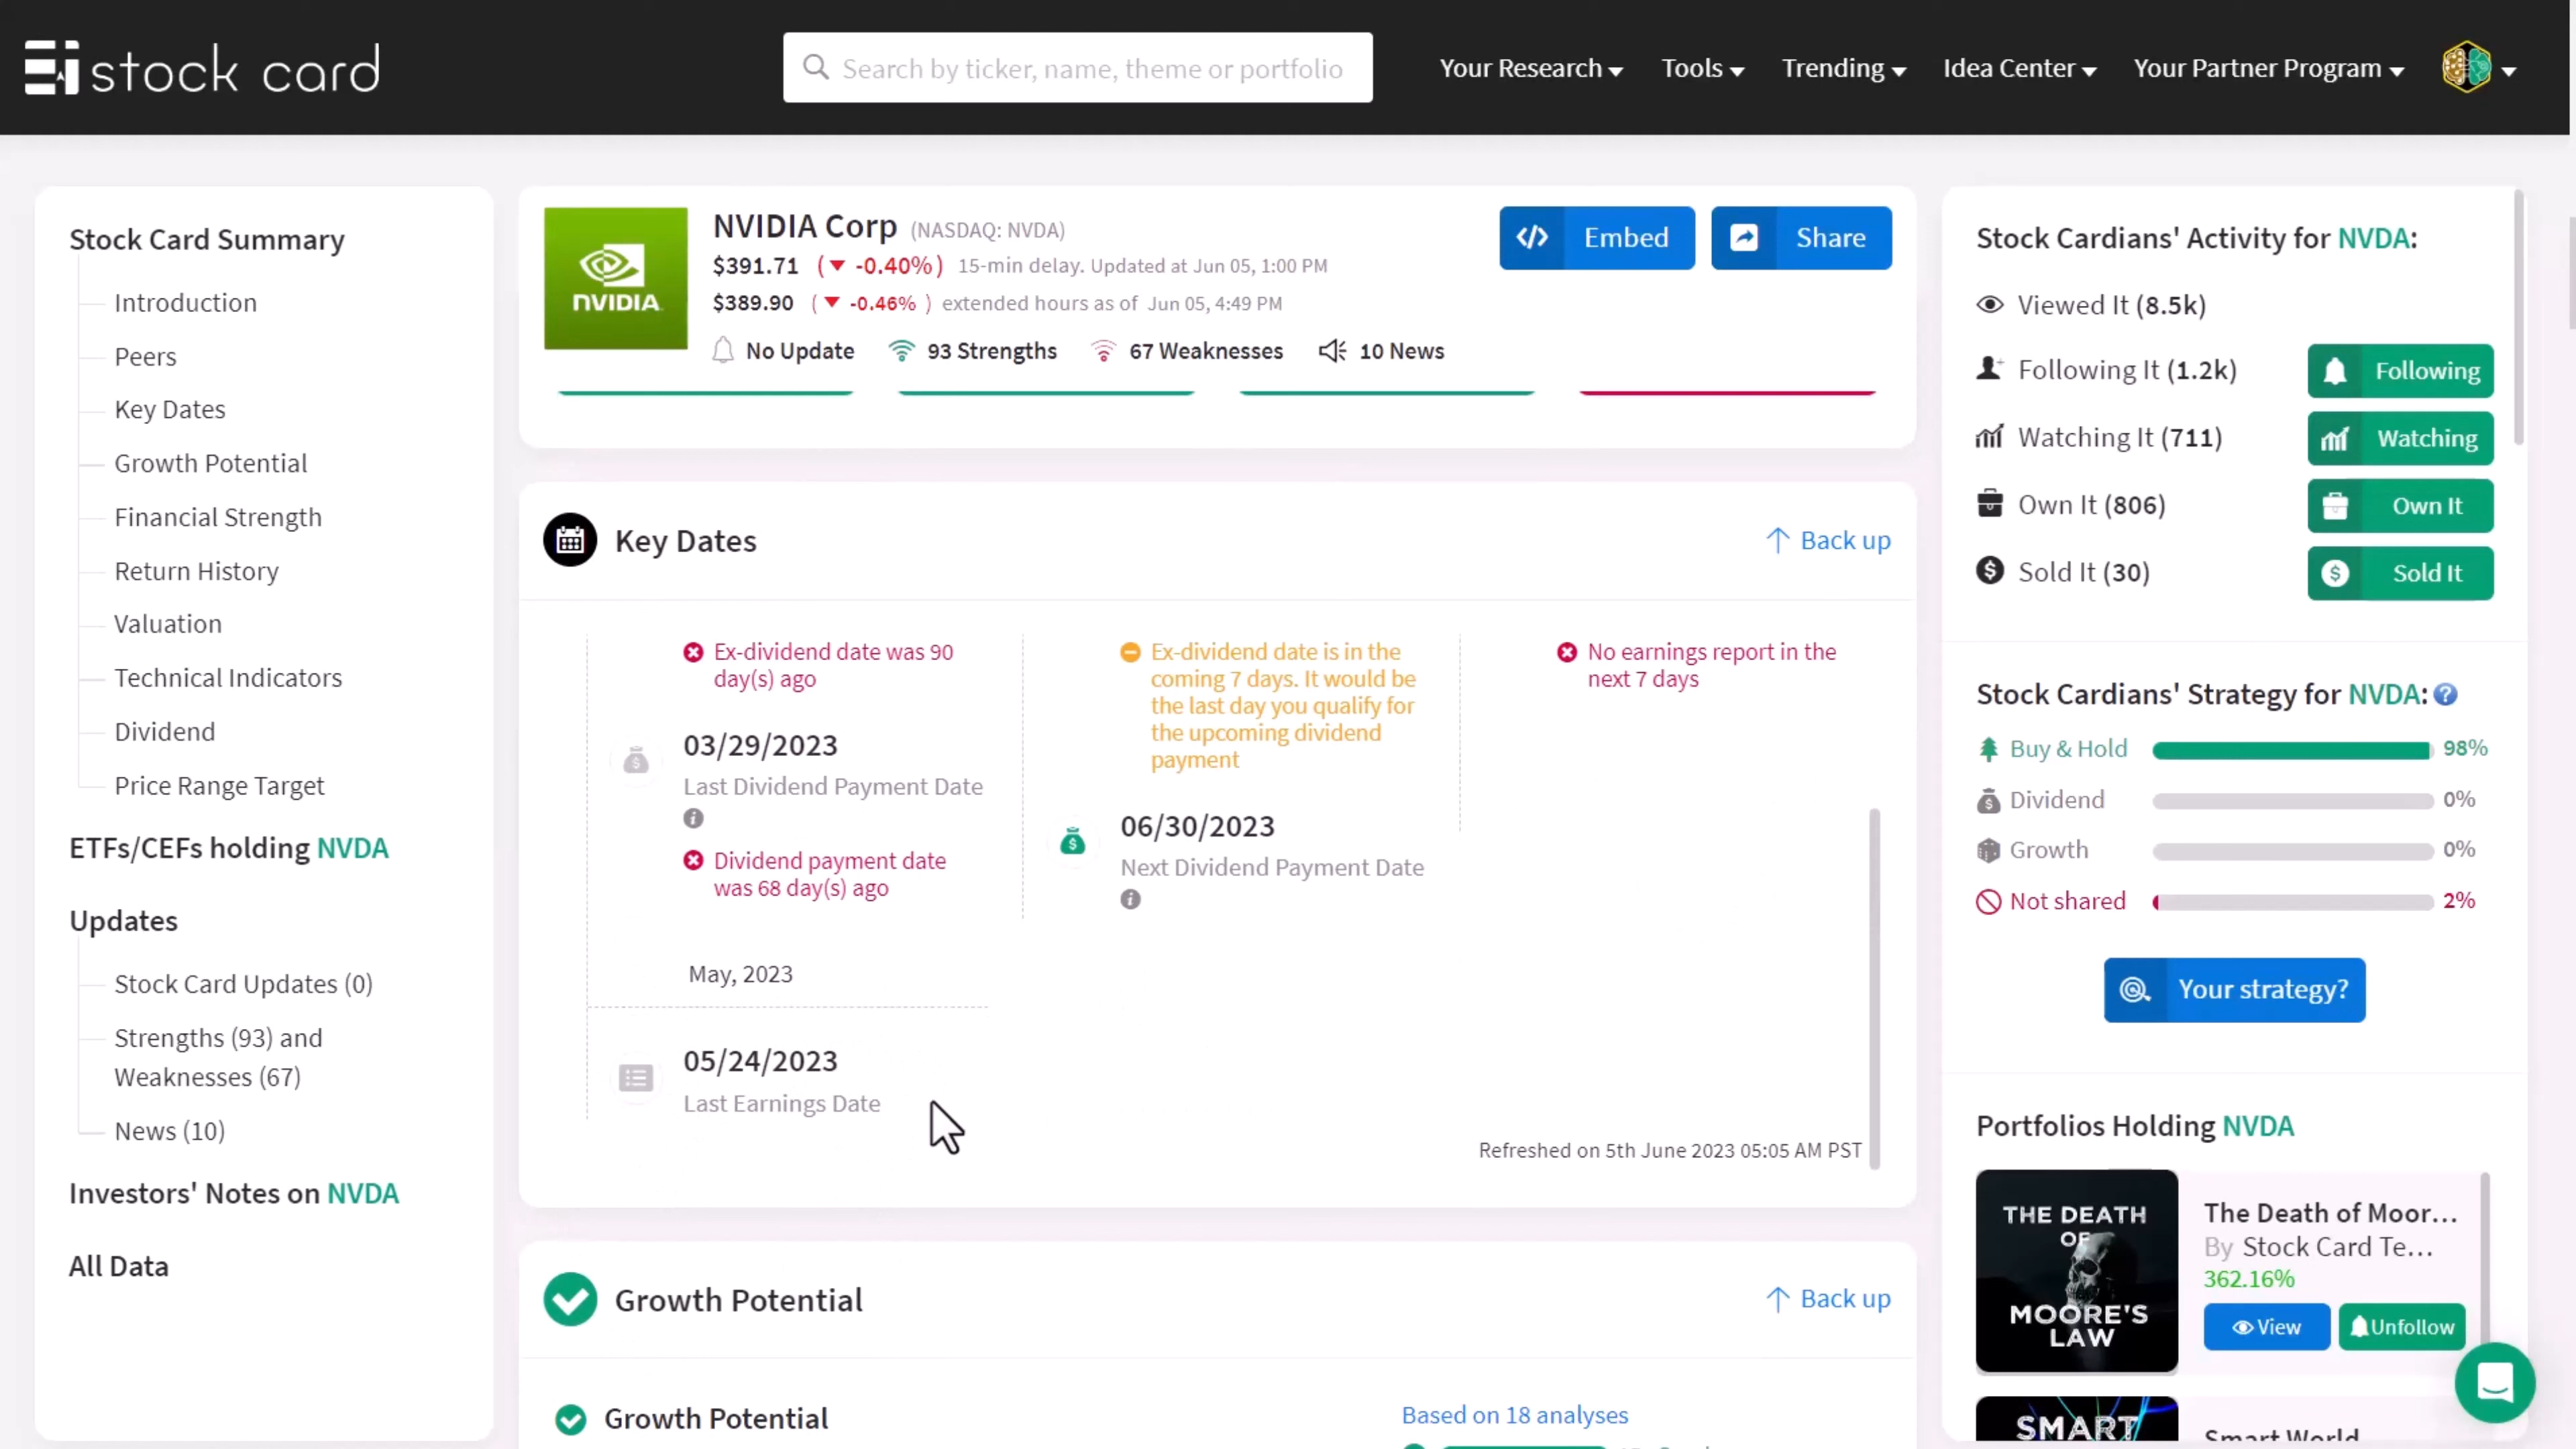 stock card
Search by ticker, name, theme or portfolio
Your Research
Tools
Trending
Idea Center
Your Partner Program
Stock Card Summary
Introduction
Peers
Key Dates
Growth Potential
Financial Strength
Return History
Valuation
Technical Indicators
Dividend
Price Range Target
ETFs/CEFs holding NVDA
Updates
Stock Card Updates (0)
Strengths (93) and
Weaknesses (67)
News (10)
Investors' Notes on NVDA
All Data
NVIDIA
NVIDIA Corp (NASDAQ: NVDA)
$391.71 (▼ -0.40%) 15-min delay. Updated at Jun 05, 1:00 PM
$389.90 (▼ -0.46% ) extended hours as of Jun 05, 4:49 PM
No Update 93 Strengths 67 Weaknesses 10 News
Embed
Share
Key Dates
Back up
Ex-dividend date was 90
day(s) ago
03/29/2023
Last Dividend Payment Date
Dividend payment date
was 68 day(s) ago
May, 2023
05/24/2023
Last Earnings Date
Ex-dividend date is in the
coming 7 days. It would be
the last day you qualify for
the upcoming dividend
payment
06/30/2023
Next Dividend Payment Date
No earnings report in the
next 7 days
Refreshed on 5th June 2023 05:05 AM PST
Growth Potential
Back up
Growth Potential
Based on 18 analyses
Stock Cardians' Activity for NVDA:
Viewed It (8.5k)
Following It (1.2k) Following
Watching It (711) Watching
Own It (806) Own It
Sold It (30) Sold It
Stock Cardians' Strategy for NVDA:
Buy & Hold 98%
Dividend 0%
Growth 0%
Not shared 2%
Your strategy?
Portfolios Holding NVDA
THE DEATH
OF
MOORE'S
LAW
The Death of Moor...
By Stock Card Te...
362.16%
View
Unfollow
SMART
Smart World